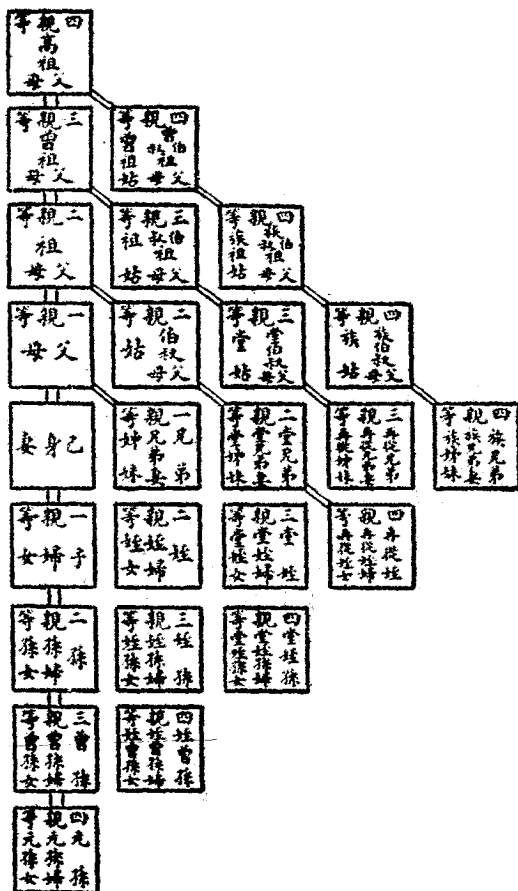 四親等
高祖父母
三親等
曾祖父母
四親等
曾伯叔祖父母
曾祖姑
二親等
祖父母
三親等
伯叔祖父母
祖姑
四親等
族伯叔祖父母
族祖姑
一親等
父母
二親等
伯叔父母
姑
三親等
堂伯叔父母
堂姑
四親等
族伯叔父母
族姑
己身妻
一親等
兄弟
兄弟妻
姊妹
二親等
堂兄弟
堂兄弟妻
堂姊妹
三親等
再從兄弟
再從兄弟妻
再從姊妹
四親等
族兄弟
族兄弟妻
族姊妹
一親等
子
婦
女
二親等
姪
姪婦
姪女
三親等
堂姪
堂姪婦
堂姪女
四親等
再從姪
再從姪婦
再從姪女
二親等
孫
孫婦
孫女
三親等
姪孫
姪孫婦
姪孫女
四親等
堂姪孫
堂姪孫婦
堂姪孫女
三親等
曾孫
曾孫婦
曾孫女
四親等
姪曾孫
姪曾孫婦
姪曾孫女
四親等
元孫
元孫婦
元孫女